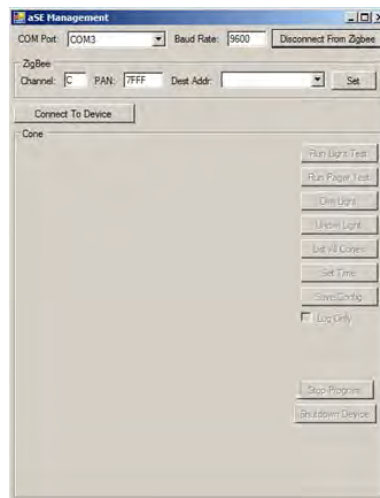 aSE Management
COM Port: COM3 Baud Rate: 9600 Disconnect From Zigbee
ZigBee
Channel: C PAN: 7FFF Dest Addr: Set
Connect To Device
Cone
Run Light Test
Run Pager Test
Dim Light
Undim Light
List All Cones
Set Time
Save Config
Log Only
Stop Program
Shutdown Device